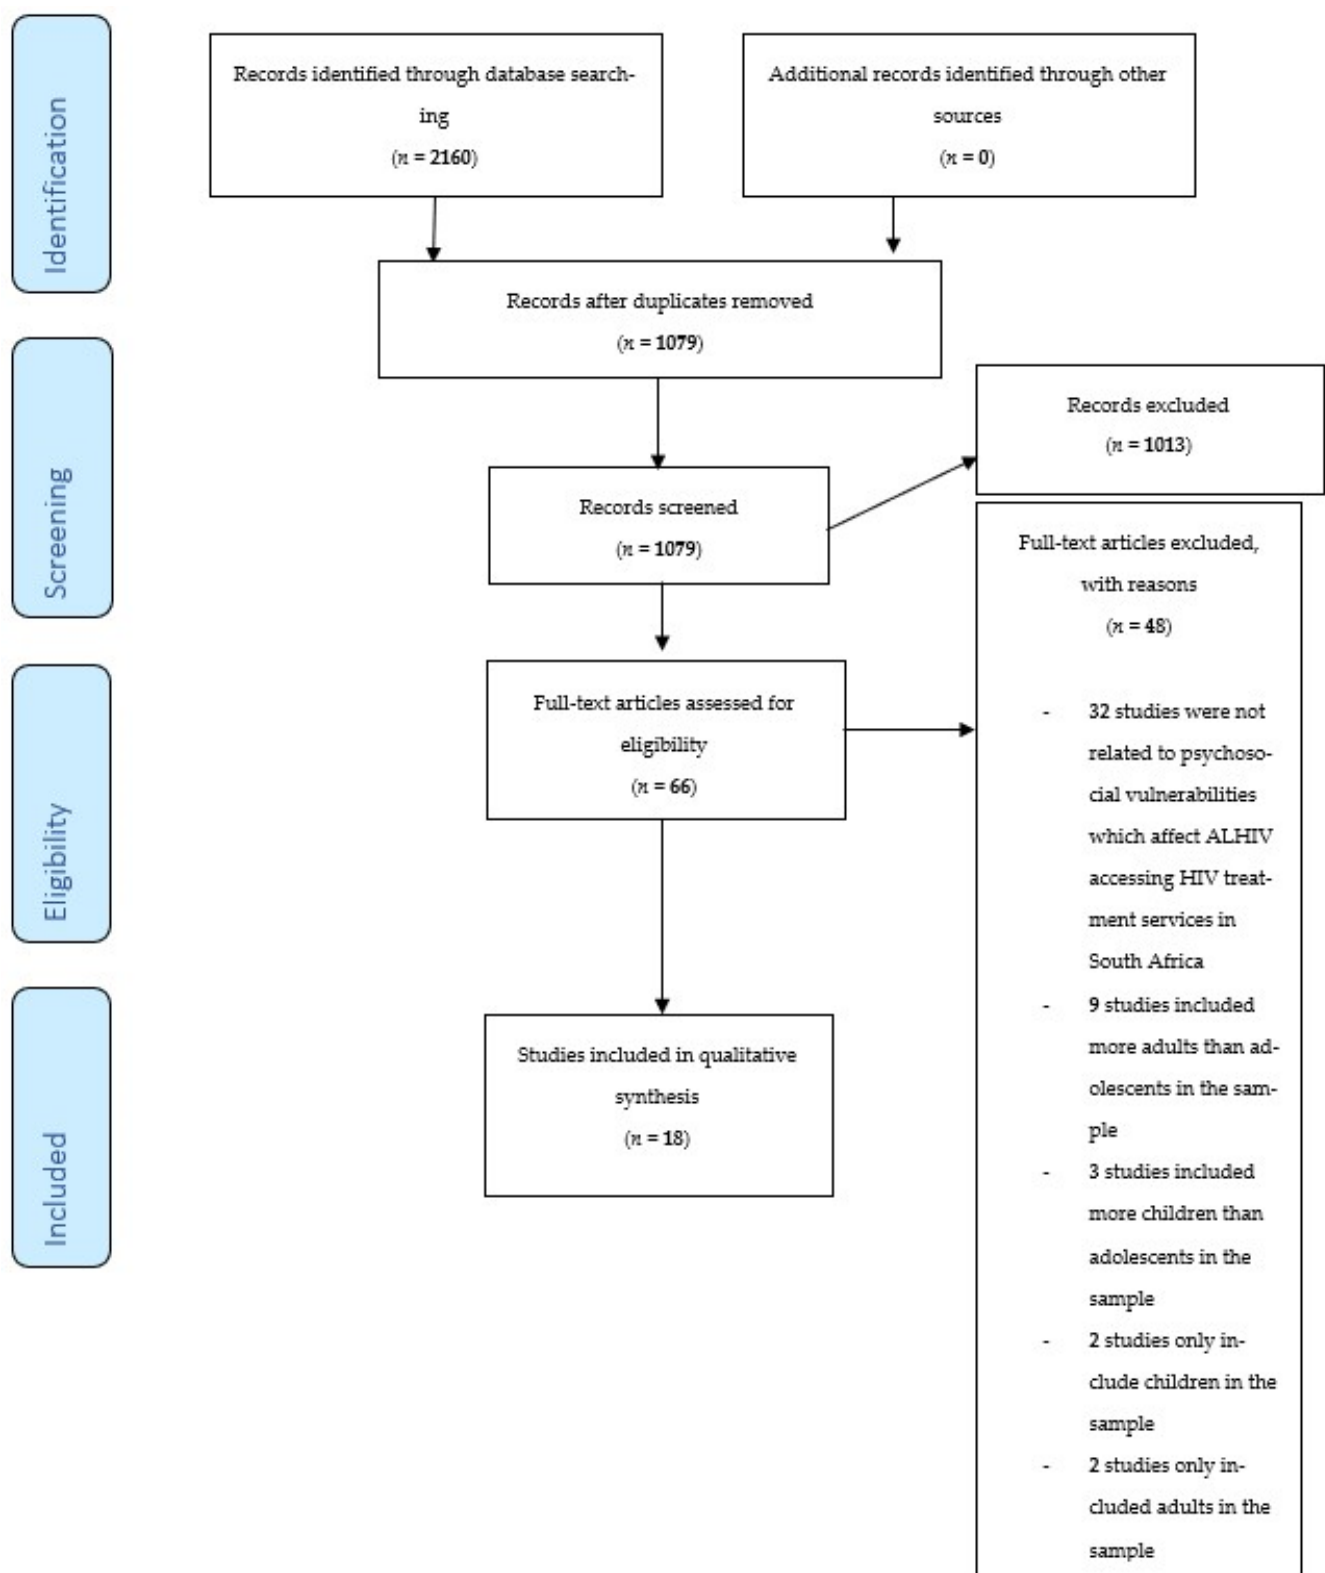 Identification
Records identified through database search-
ing
(n = 2160)
Additional records identified through other
sources
(n = 0)
Records after duplicates removed
(n = 1079)
Screening
Records screened
(n = 1079)
Records excluded
(n = 1013)
Eligibility
Full-text articles assessed for
eligibility
(n = 66)
Full-text articles excluded,
with reasons
(n = 48)
- 32 studies were not
related to psychoso-
cial vulnerabilities
which affect ALHIV
accessing HIV treat-
ment services in
South Africa
- 9 studies included
more adults than ad-
olescents in the sam-
ple
- 3 studies included
more children than
adolescents in the
sample
- 2 studies only in-
clude children in the
sample
- 2 studies only in-
cluded adults in the
sample
Included
Studies included in qualitative
synthesis
(n = 18)